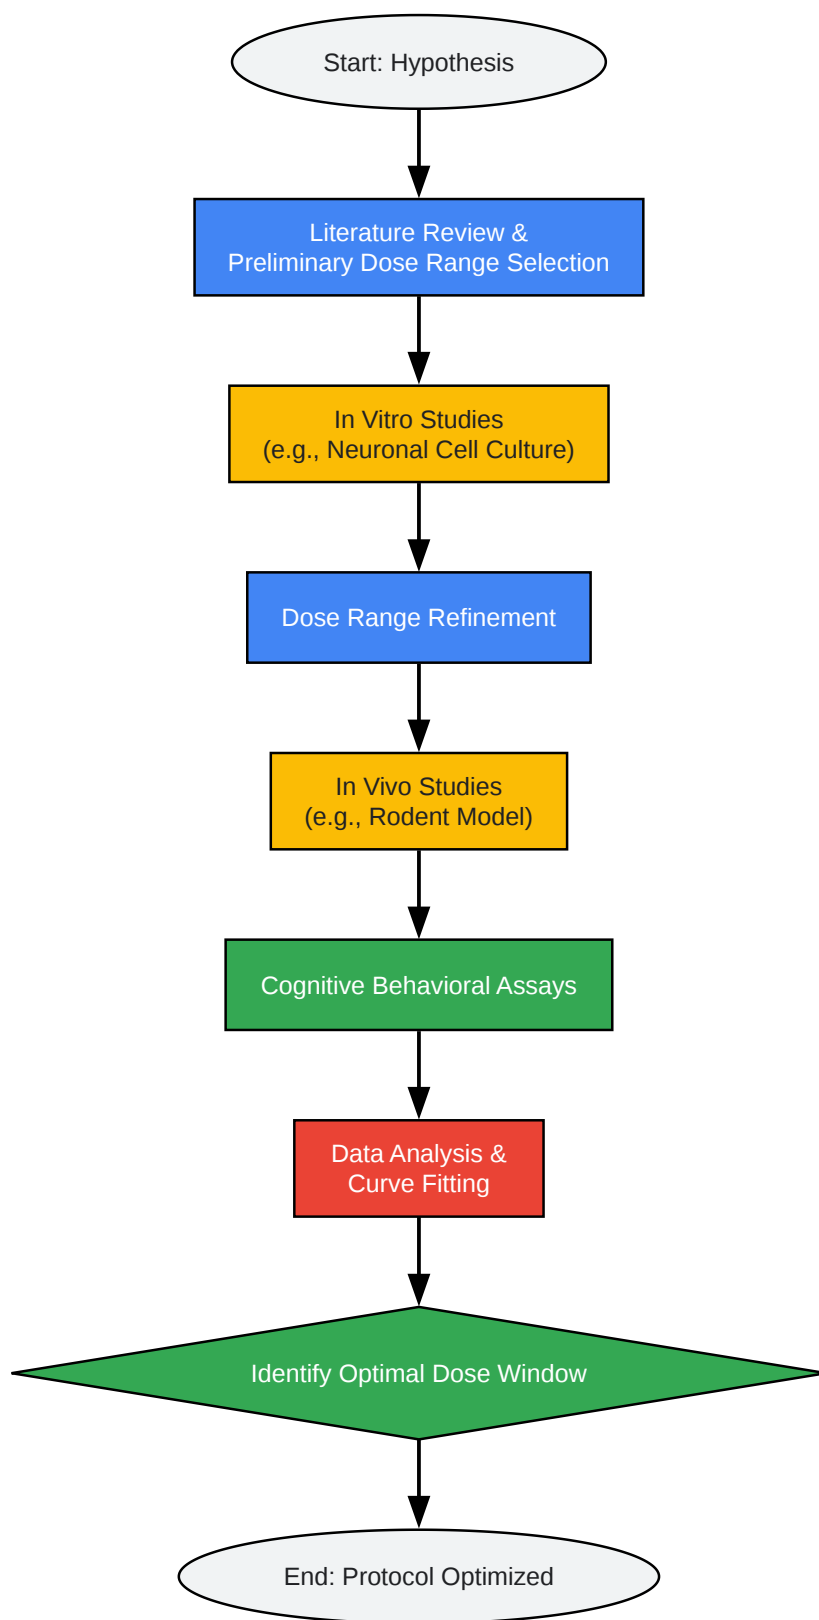 Start: Hypothesis
Literature Review &
Preliminary Dose Range Selection
In Vitro Studies
(e.g., Neuronal Cell Culture)
Dose Range Refinement
In Vivo Studies
(e.g., Rodent Model)
Cognitive Behavioral Assays
Data Analysis &
Curve Fitting
Identify Optimal Dose Window
End: Protocol Optimized